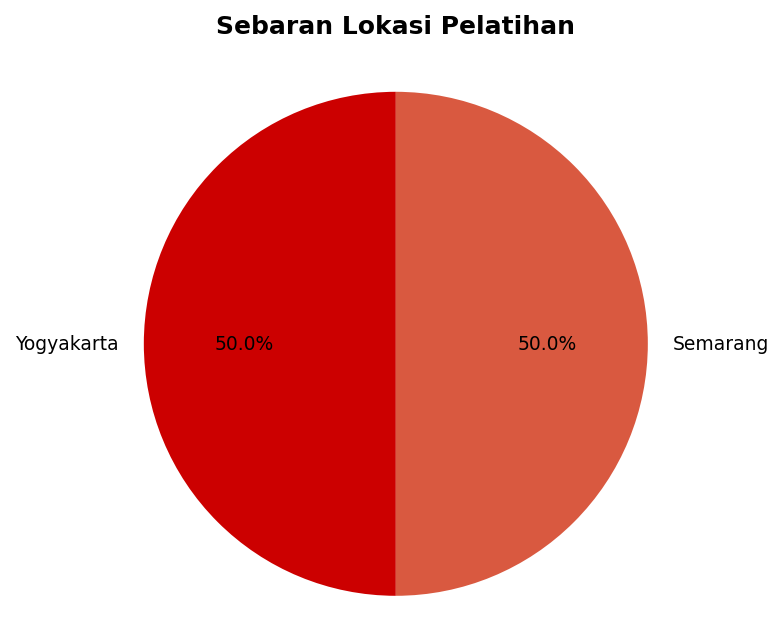 Sebaran Lokasi Pelatihan
Yogyakarta
50.0%
50.0%
Semarang